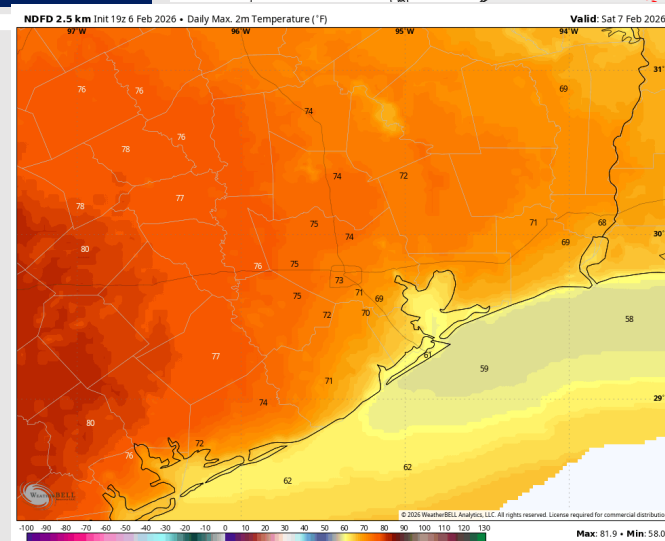 NDFD 2.5 km Init 19z 6 Feb 2026 • Daily Max. 2m Temperature (°F)
Valid: Sat 7 Feb 2026
97°W 96°W 95°W 94°W
31°
76 76 74 69
76
78
74 72
77
78
75 71 68
30°
74 69
80
76 75
73
75 71 69
72 70
58
77 61
59
71
29°
74
80
72
76
62
62
WEATHERBELL
© 2026 WeatherBELL Analytics, LLC. All rights reserved. License required for commercial distribution
-100 -90 -80 -70 -60 -50 -40 -30 -20 -10 0 10 20 30 40 50 60 70 80 90 100 110 120 130
Max: 81.9 • Min: 58.0